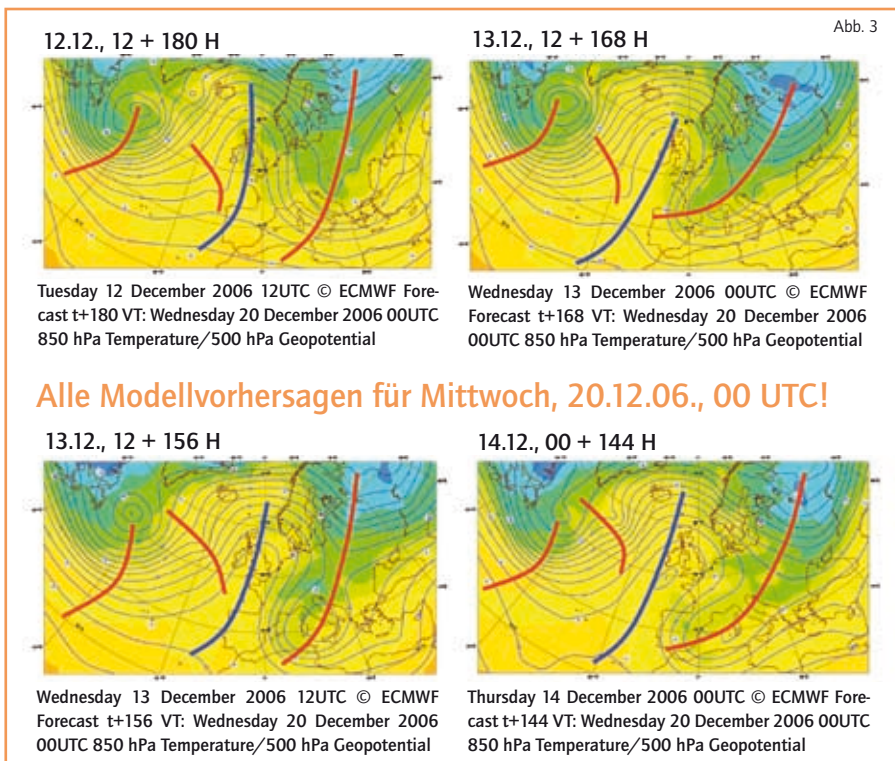 Abb. 3
12.12., 12 + 180 H
13.12., 12 + 168 H
Tuesday 12 December 2006 12UTC © ECMWF Fore-
cast t+180 VT: Wednesday 20 December 2006 00UTC
850 hPa Temperature/500 hPa Geopotential
Wednesday 13 December 2006 00UTC © ECMWF
Forecast t+168 VT: Wednesday 20 December 2006
00UTC 850 hPa Temperature/500 hPa Geopotential
Alle Modellvorhersagen für Mittwoch, 20.12.06., 00 UTC!
13.12., 12 + 156 H
14.12., 00 + 144 H
Wednesday 13 December 2006 12UTC © ECMWF
Forecast t+156 VT: Wednesday 20 December 2006
00UTC 850 hPa Temperature/500 hPa Geopotential
Thursday 14 December 2006 00UTC © ECMWF Fore-
cast t+144 VT: Wednesday 20 December 2006 00UTC
850 hPa Temperature/500 hPa Geopotential